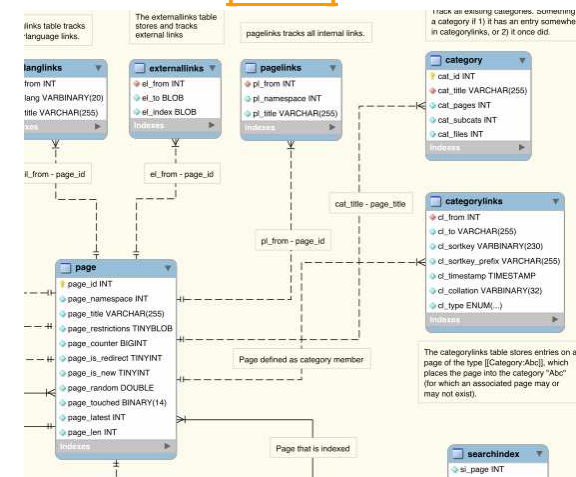 links table tracks
language links.
The externallinks table
stores and tracks
external links
pagelinks tracks all internal links.
Track all existing categories. Something
a category if 1) it has an entry somewhe
in categorylinks, or 2) it once did.
langlinks
from INT
lang VARBINARY(20)
title VARCHAR(255)
externallinks
el_from INT
el_to BLOB
el_index BLOB
Indexes
pagelinks
pl_from INT
pl_namespace INT
pl_title VARCHAR(255)
Indexes
category
cat_id INT
cat_title VARCHAR(255)
cat_pages INT
cat_subcats INT
cat_files INT
Indexes
ll_from - page_id
el_from - page_id
pl_from - page_id
cat_title - page_title
categorylinks
cl_from INT
cl_to VARCHAR(255)
cl_sortkey VARBINARY(230)
cl_sortkey_prefix VARCHAR(255)
cl_timestamp TIMESTAMP
cl_collation VARBINARY(32)
cl_type ENUM(...)
Indexes
page
page_id INT
page_namespace INT
page_title VARCHAR(255)
page_restrictions TINYBLOB
page_counter BIGINT
page_is_redirect TINYINT
page_is_new TINYINT
page_random DOUBLE
page_touched BINARY(14)
page_latest INT
page_len INT
Indexes
Page defined as category member
The categorylinks table stores entries on a
page of the type [[Category:Abc]], which
places the page into the category "Abc"
(for which an associated page may or
may not exist).
Page that is indexed
searchindex
si_page INT